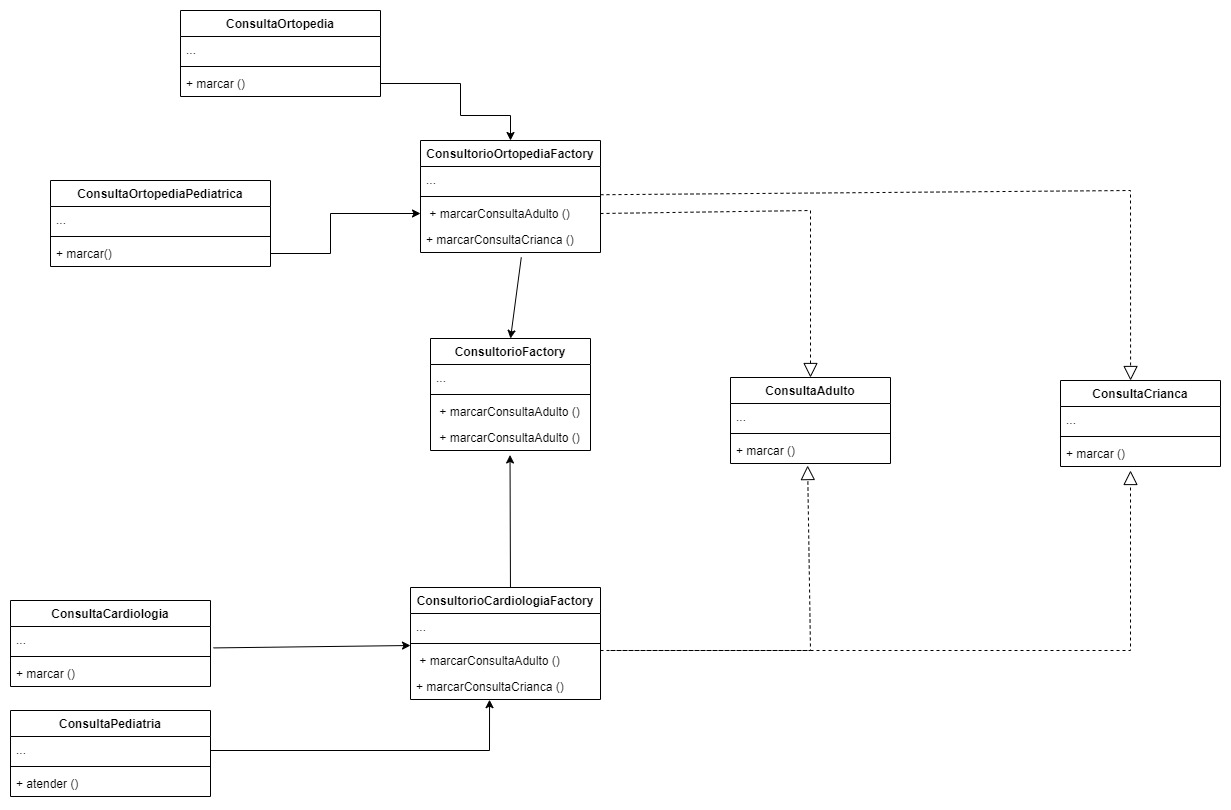 ConsultaOrtopedia
...
+ marcar ()
ConsultorioOrtopediaFactory
...
+ marcarConsultaAdulto ()
+ marcarConsultaCrianca ()
ConsultaOrtopediaPediatrica
...
+ marcar()
ConsultorioFactory
...
+ marcarConsultaAdulto ()
+ marcarConsultaAdulto ()
ConsultaAdulto
...
+ marcar ()
ConsultaCrianca
...
+ marcar ()
ConsultorioCardiologiaFactory
...
+ marcarConsultaAdulto ()
+ marcarConsultaCrianca ()
ConsultaCardiologia
...
+ marcar ()
ConsultaPediatria
...
+ atender ()